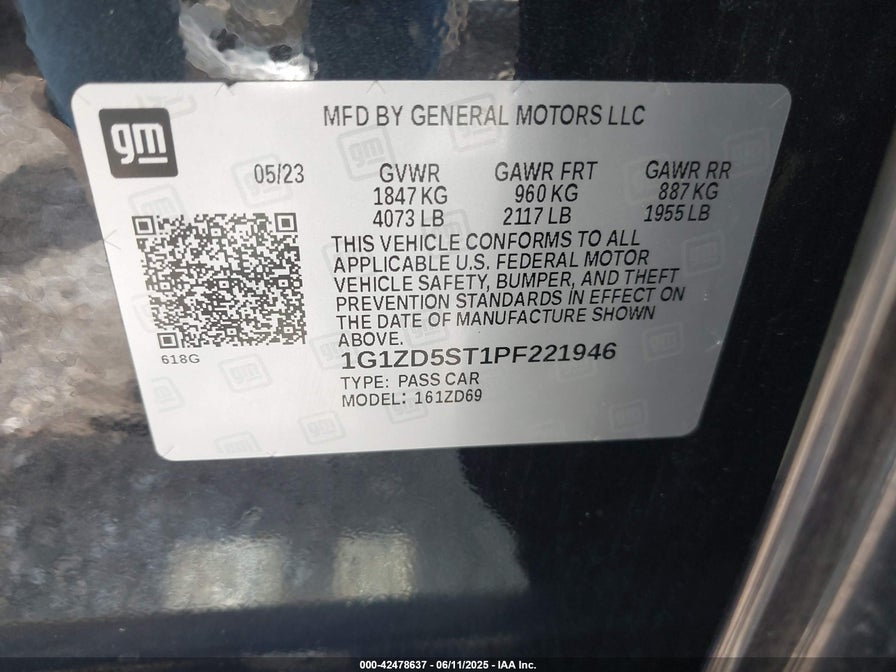 gm
MFD BY GENERAL MOTORS LLC
05/23 GVWR GAWR FRT GAWR RR
1847 KG 960 KG 887 KG
4073 LB 2117 LB 1955 LB
THIS VEHICLE CONFORMS TO ALL
APPLICABLE U.S. FEDERAL MOTOR
VEHICLE SAFETY, BUMPER, AND THEFT
PREVENTION STANDARDS IN EFFECT ON
THE DATE OF MANUFACTURE SHOWN
ABOVE.
618G
1G1ZD5ST1PF221946
TYPE: PASS CAR
MODEL: 161ZD69
000-42478637 - 06/11/2025 - IAA Inc.